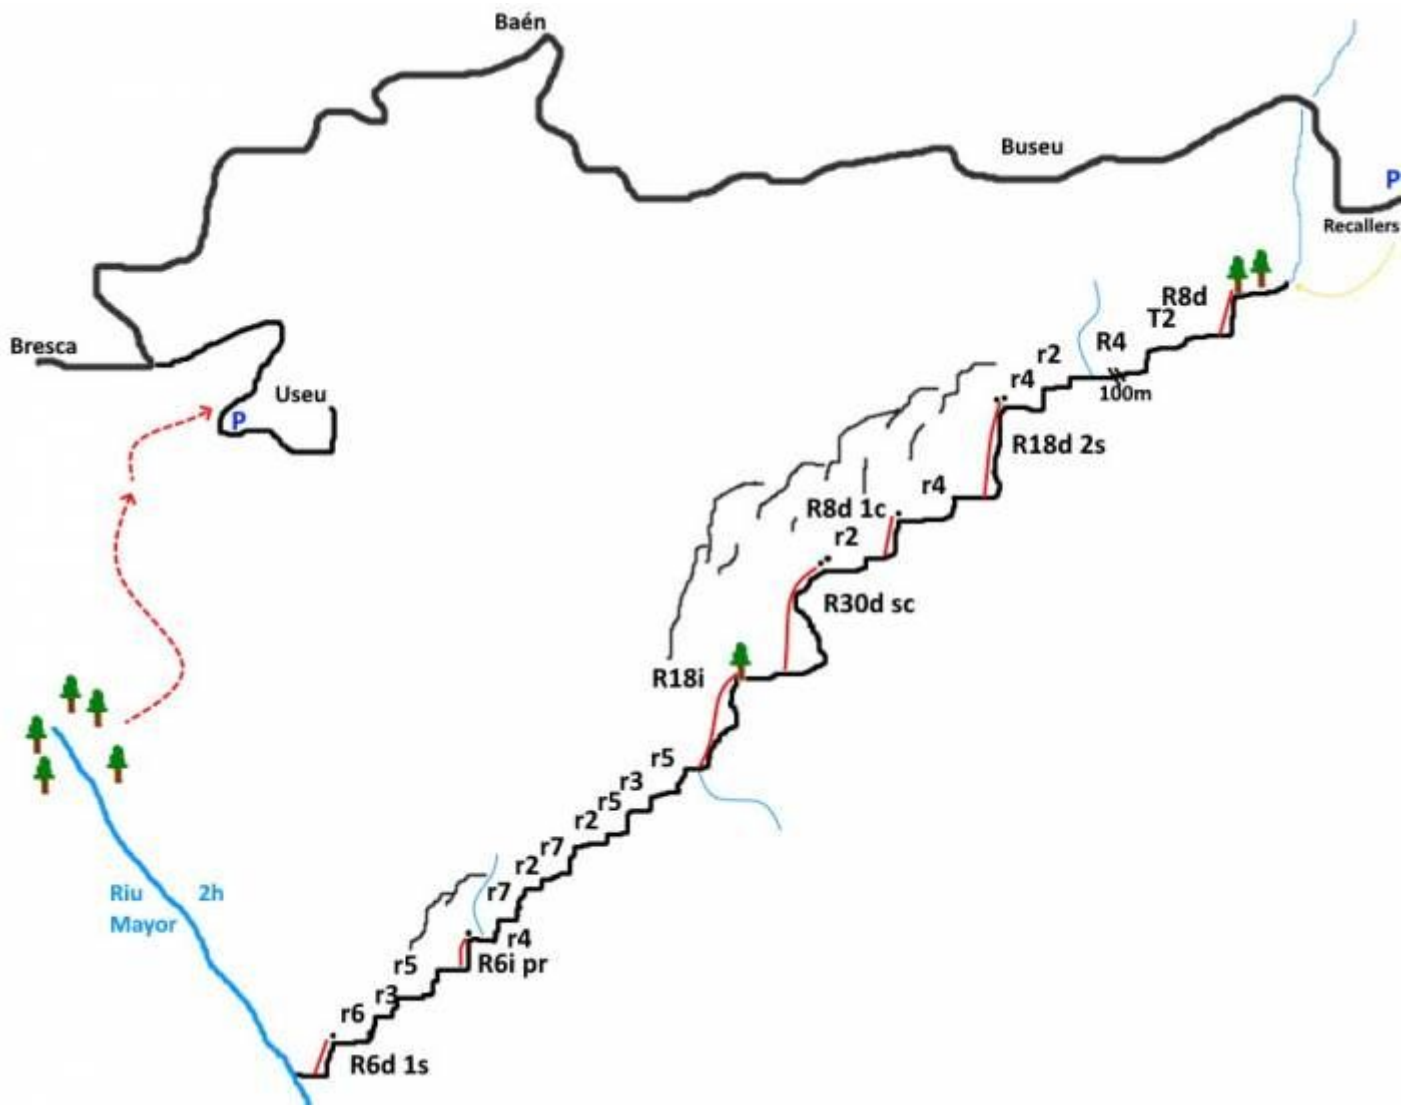 Baén
Buseu
P
Recallers
R8d
T2
R4
r2
r4
100m
Bresca
Useu
P
R18d 2s
r4
R8d 1c
r2
R30d sc
R18i
r5
r3
r5
r2
r7
r2
r7
r4
R6i pr
r5
r3
r6
R6d 1s
Riu 2h
Mayor